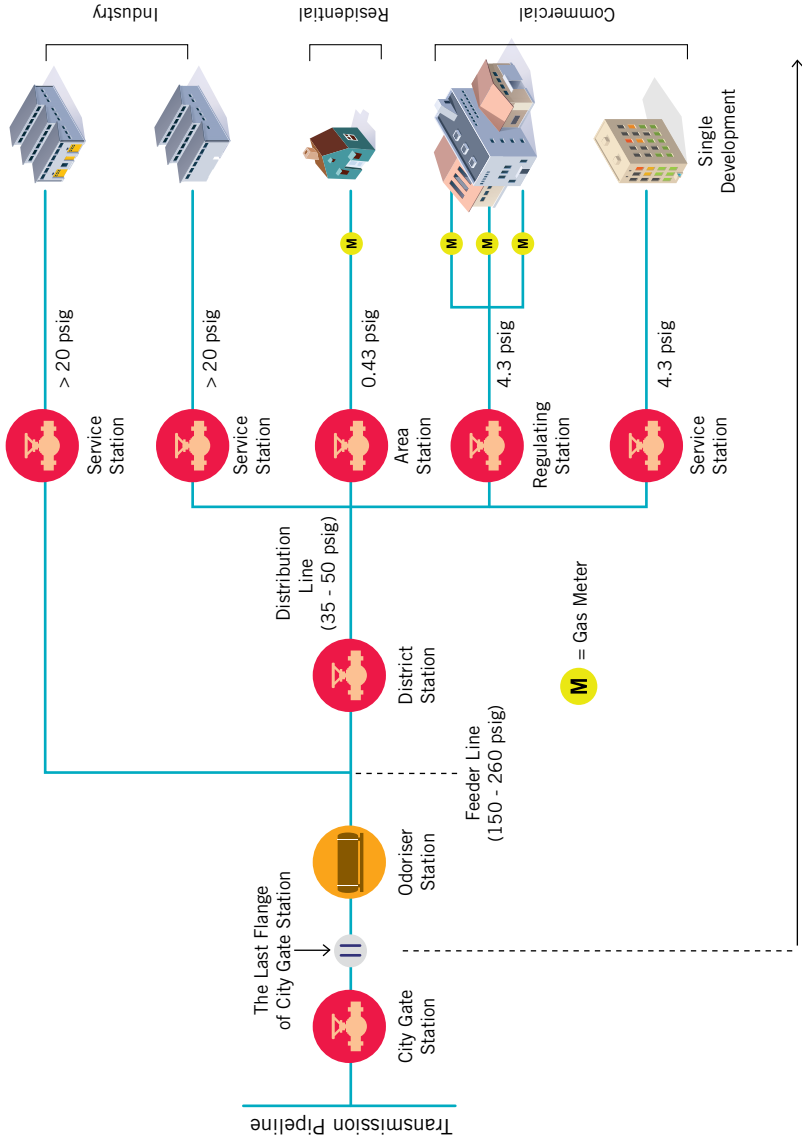 Transmission Pipeline
City Gate
Station
The Last Flange
of City Gate Station
Odoriser
Station
Feeder Line
(150 - 260 psig)
District
Station
Distribution
Line
(35 - 50 psig)
Service
Station
> 20 psig
Service
Station
> 20 psig
Industry
Area
Station
0.43 psig
M
Residential
Regulating
Station
4.3 psig
M
M
M
Service
Station
4.3 psig
Single
Development
Commercial
M = Gas Meter